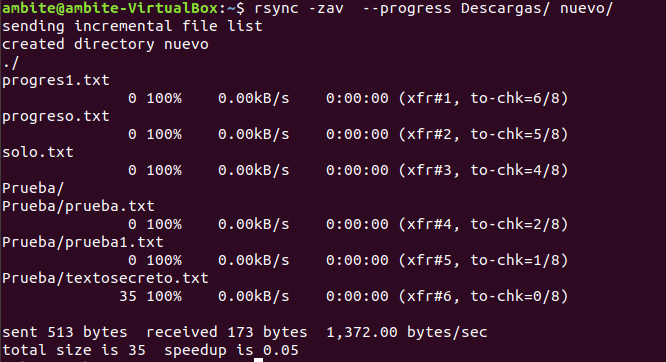 ambite@ambite-VirtualBox:~$ rsync -zav  --progress Descargas/ nuevo/
sending incremental file list
created directory nuevo
./
progres1.txt
              0 100%    0.00kB/s    0:00:00 (xfr#1, to-chk=6/8)
progreso.txt
              0 100%    0.00kB/s    0:00:00 (xfr#2, to-chk=5/8)
solo.txt
              0 100%    0.00kB/s    0:00:00 (xfr#3, to-chk=4/8)
Prueba/
Prueba/prueba.txt
              0 100%    0.00kB/s    0:00:00 (xfr#4, to-chk=2/8)
Prueba/prueba1.txt
              0 100%    0.00kB/s    0:00:00 (xfr#5, to-chk=1/8)
Prueba/textosecreto.txt
             35 100%    0.00kB/s    0:00:00 (xfr#6, to-chk=0/8)

sent 513 bytes  received 173 bytes  1,372.00 bytes/sec
total size is 35  speedup is 0.05